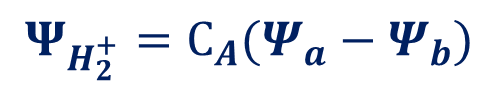 Ψ_{H_2^+} = C_A(Ψ_a − Ψ_b)